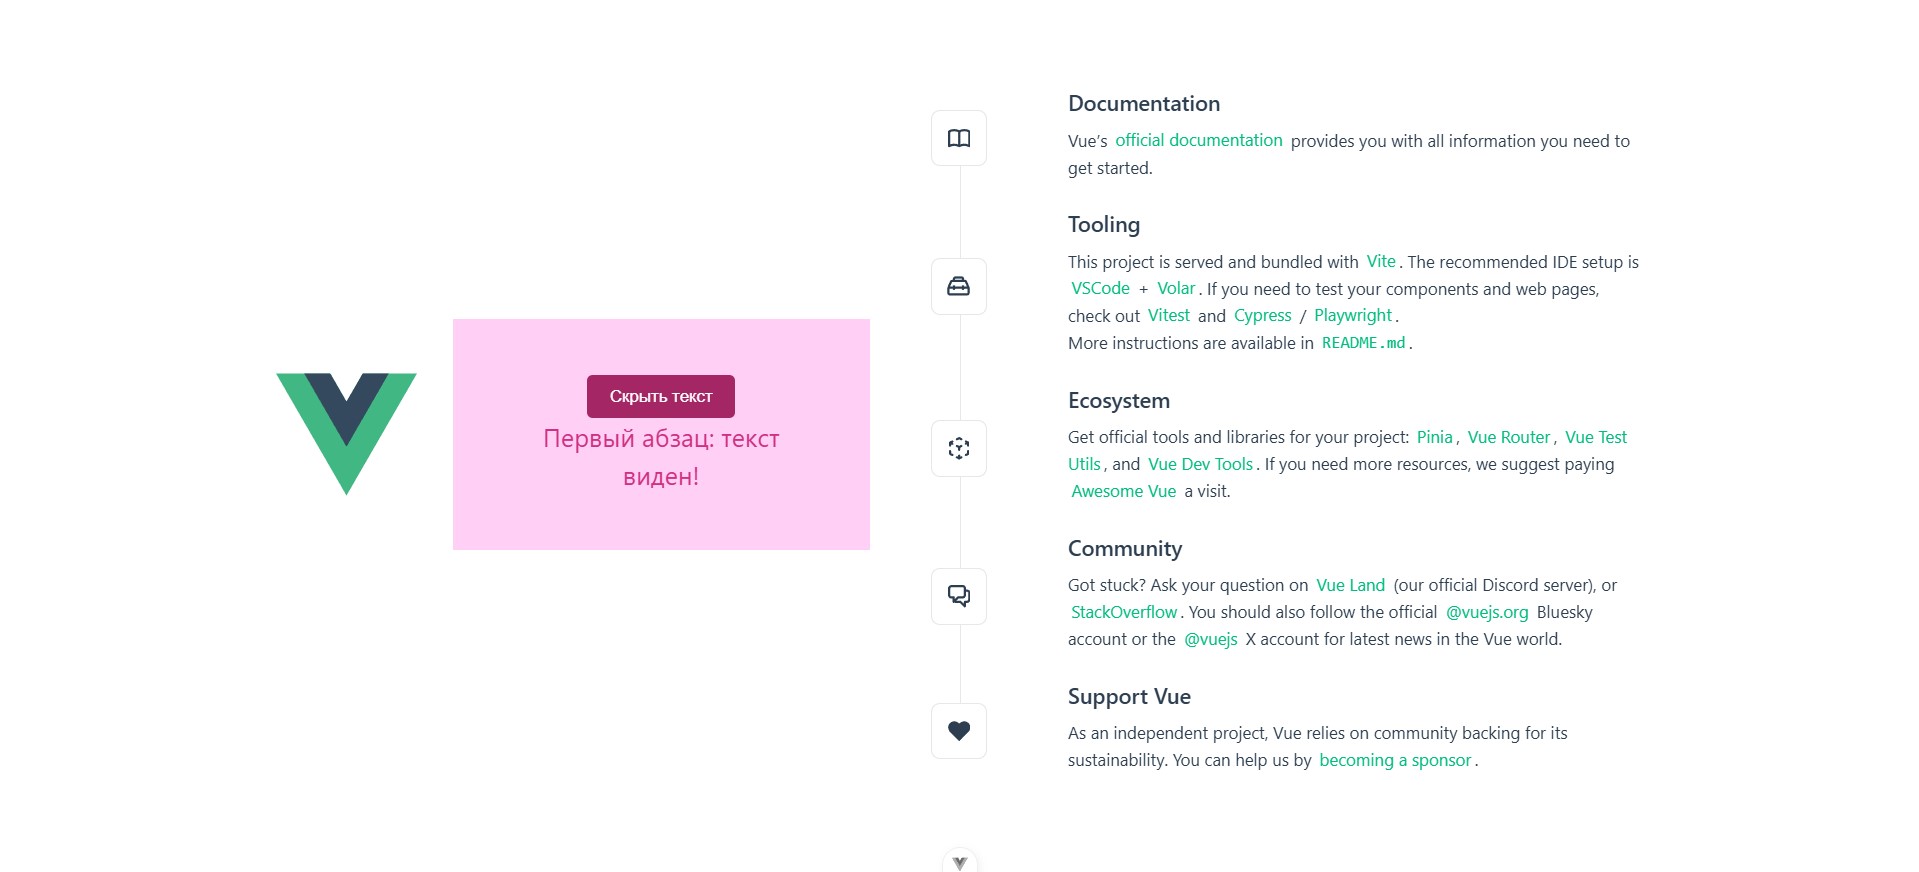 Скрыть текст
Первый абзац: текст
виден!
Documentation
Vue’s official documentation provides you with all information you need to
get started.
Tooling
This project is served and bundled with Vite. The recommended IDE setup is
VSCode + Volar. If you need to test your components and web pages,
check out Vitest and Cypress / Playwright.
More instructions are available in README.md.
Ecosystem
Get official tools and libraries for your project: Pinia, Vue Router, Vue Test
Utils, and Vue Dev Tools. If you need more resources, we suggest paying
Awesome Vue a visit.
Community
Got stuck? Ask your question on Vue Land (our official Discord server), or
StackOverflow. You should also follow the official @vuejs.org Bluesky
account or the @vuejs X account for latest news in the Vue world.
Support Vue
As an independent project, Vue relies on community backing for its
sustainability. You can help us by becoming a sponsor.